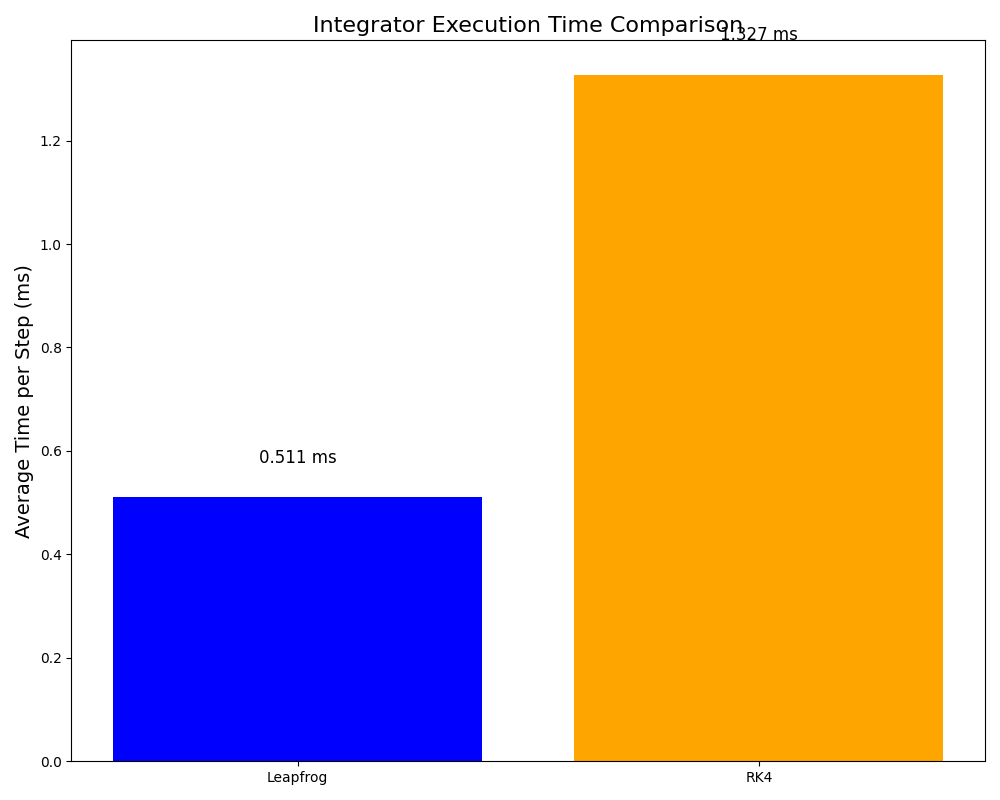 Integrator Execution Time Comparison
1.327 ms
1.2
1.0
0.8
0.6
0.4
0.2
0.0
Average Time per Step (ms)
0.511 ms
Leapfrog
RK4